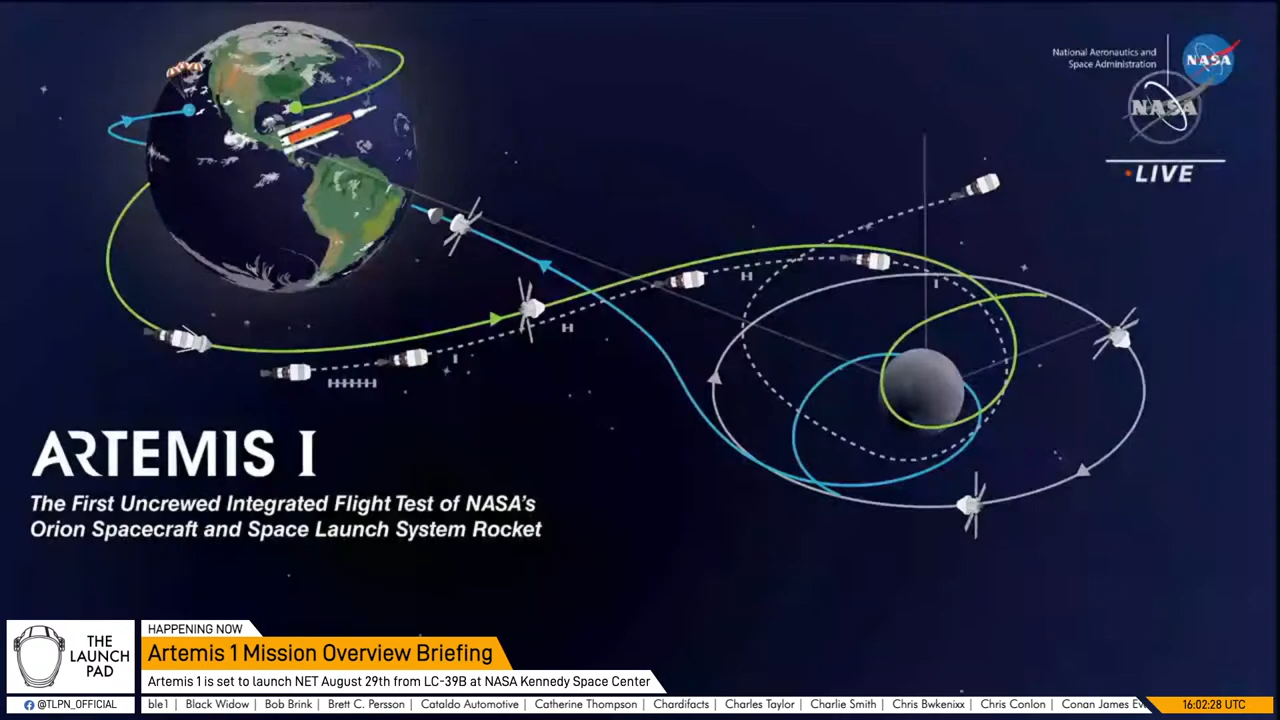 National Aeronautics and
Space Administration
NASA
NASA
LIVE
ARTEMIS I
The First Uncrewed Integrated Flight Test of NASA's
Orion Spacecraft and Space Launch System Rocket
THE
LAUNCH
PAD
HAPPENING NOW
Artemis 1 Mission Overview Briefing
Artemis 1 is set to launch NET August 29th from LC-39B at NASA Kennedy Space Center
@TLPN_OFFICIAL
ble1 | Black Widow | Bob Brink | Brett C. Persson | Cataldo Automotive | Catherine Thompson | Chardifacts | Charles Taylor | Charlie Smith | Chris Bwkenixx | Chris Conlon | Conan James Ev
16:02:28 UTC